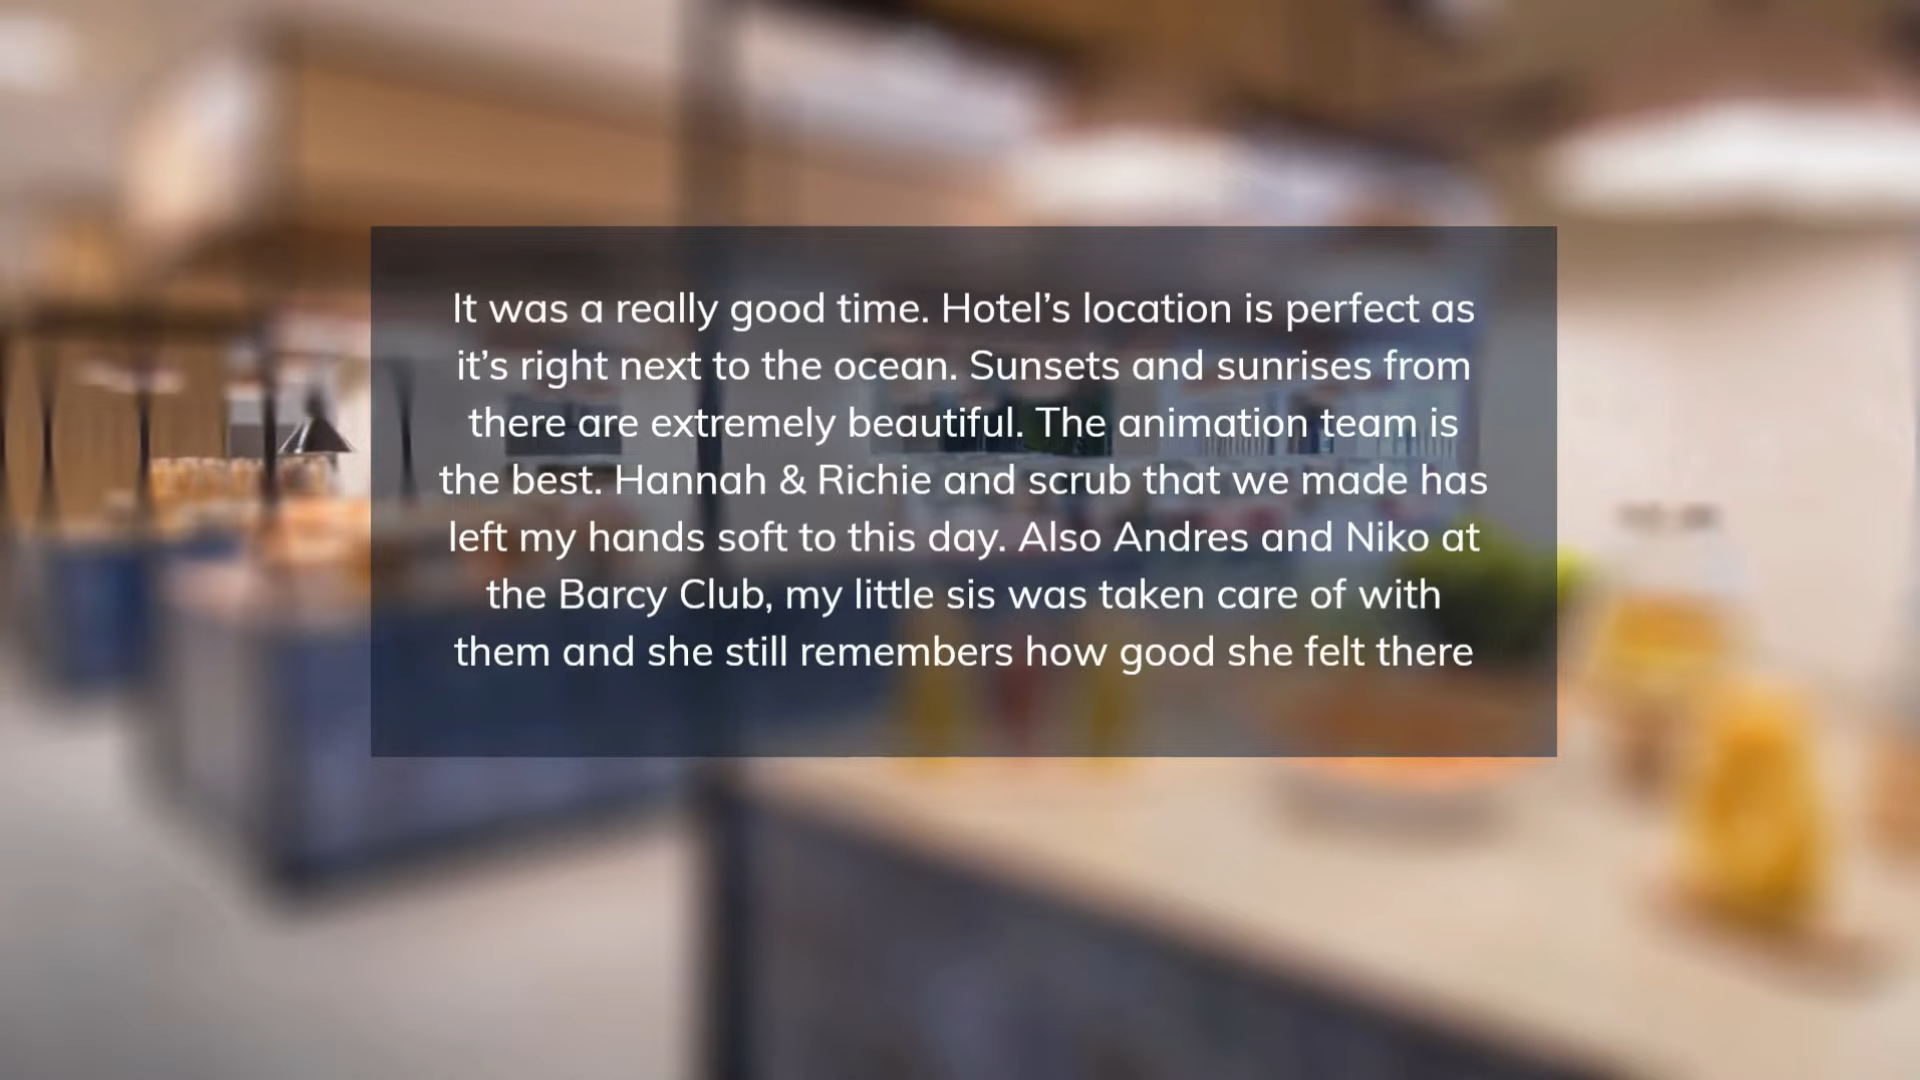 It was a really good time. Hotel’s location is perfect as
it’s right next to the ocean. Sunsets and sunrises from
there are extremely beautiful. The animation team is
the best. Hannah & Richie and scrub that we made has
left my hands soft to this day. Also Andres and Niko at
the Barcy Club, my little sis was taken care of with
them and she still remembers how good she felt there